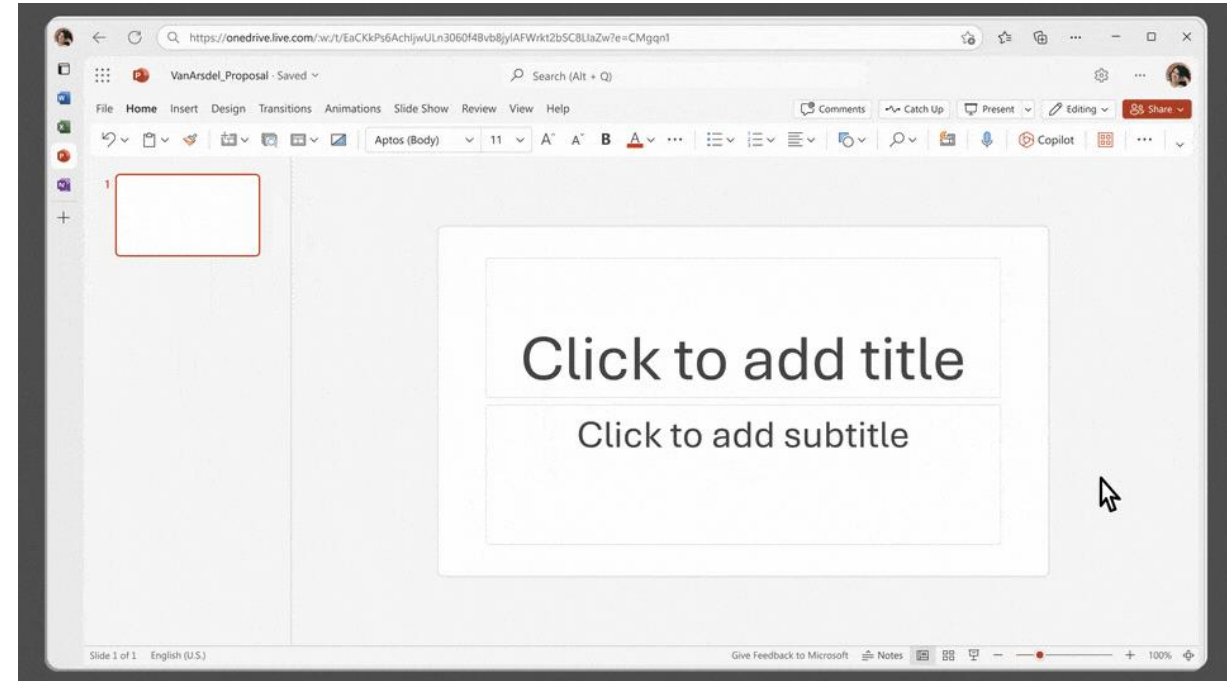 https://onedrive.live.com/:w:/t/EaCKkPs6AchljwULn3060f4Bvb8jylAFWrkt2bSC8LlaZw?e=CMgqn1
VanArsdel_Proposal · Saved
Search (Alt + Q)
File Home Insert Design Transitions Animations Slide Show Review View Help Comments Catch Up Present Editing Share
Aptos (Body) 11 A A B A Copilot
1
Click to add title
Click to add subtitle
Slide 1 of 1 English (U.S.) Give Feedback to Microsoft Notes 100%